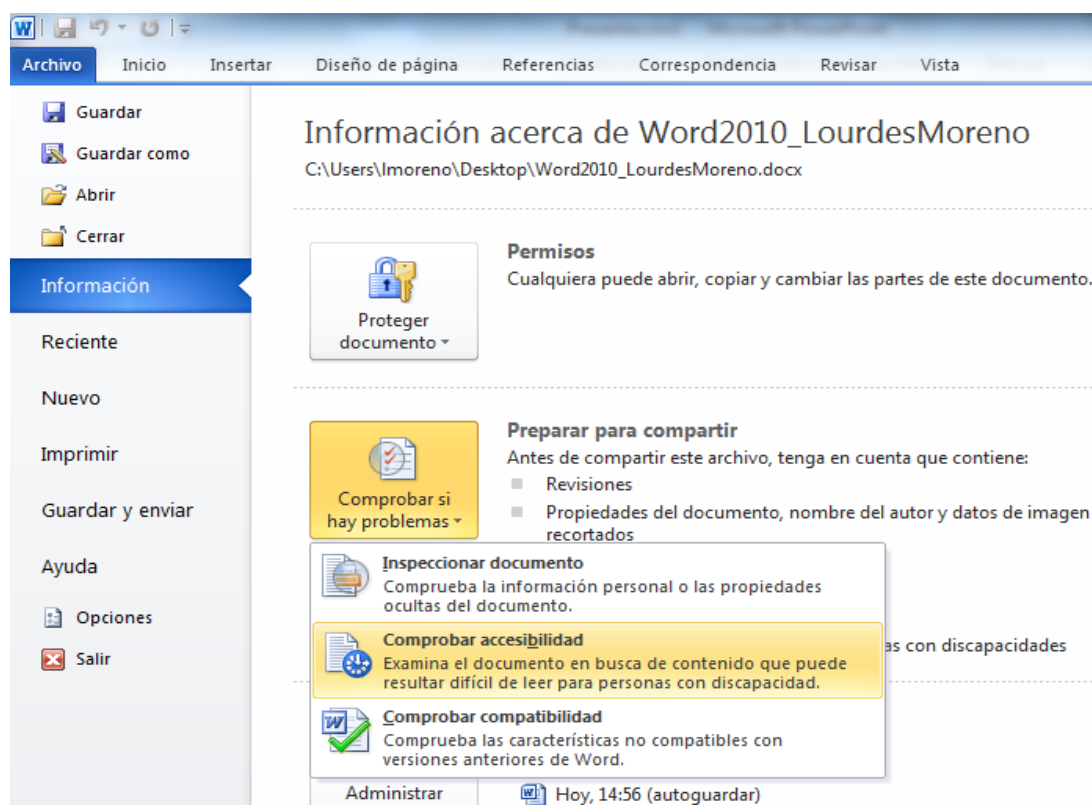 Archivo Inicio Insertar Diseño de página Referencias Correspondencia Revisar Vista
Guardar
Guardar como
Abrir
Cerrar
Información
Reciente
Nuevo
Imprimir
Guardar y enviar
Ayuda
Opciones
Salir
Información acerca de Word2010_LourdesMoreno
C:\Users\lmoreno\Desktop\Word2010_LourdesMoreno.docx
Proteger
documento
Permisos
Cualquiera puede abrir, copiar y cambiar las partes de este documento.
Comprobar si
hay problemas
Preparar para compartir
Antes de compartir este archivo, tenga en cuenta que contiene:
Revisiones
Propiedades del documento, nombre del autor y datos de imagen
recortados
as con discapacidades
Inspeccionar documento
Comprueba la información personal o las propiedades
ocultas del documento.
Comprobar accesibilidad
Examina el documento en busca de contenido que puede
resultar difícil de leer para personas con discapacidad.
Comprobar compatibilidad
Comprueba las características no compatibles con
versiones anteriores de Word.
Administrar
Hoy, 14:56 (autoguardar)